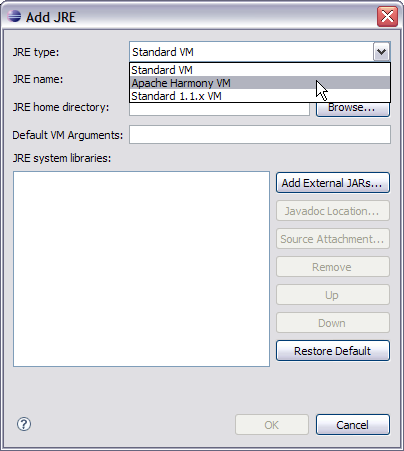 Add JRE
JRE type: Standard VM
Standard VM
JRE name: Apache Harmony VM
Standard 1.1.x VM
JRE home directory: Browse...
Default VM Arguments:
JRE system libraries:
Add External JARs...
Javadoc Location...
Source Attachment...
Remove
Up
Down
Restore Default
? OK Cancel